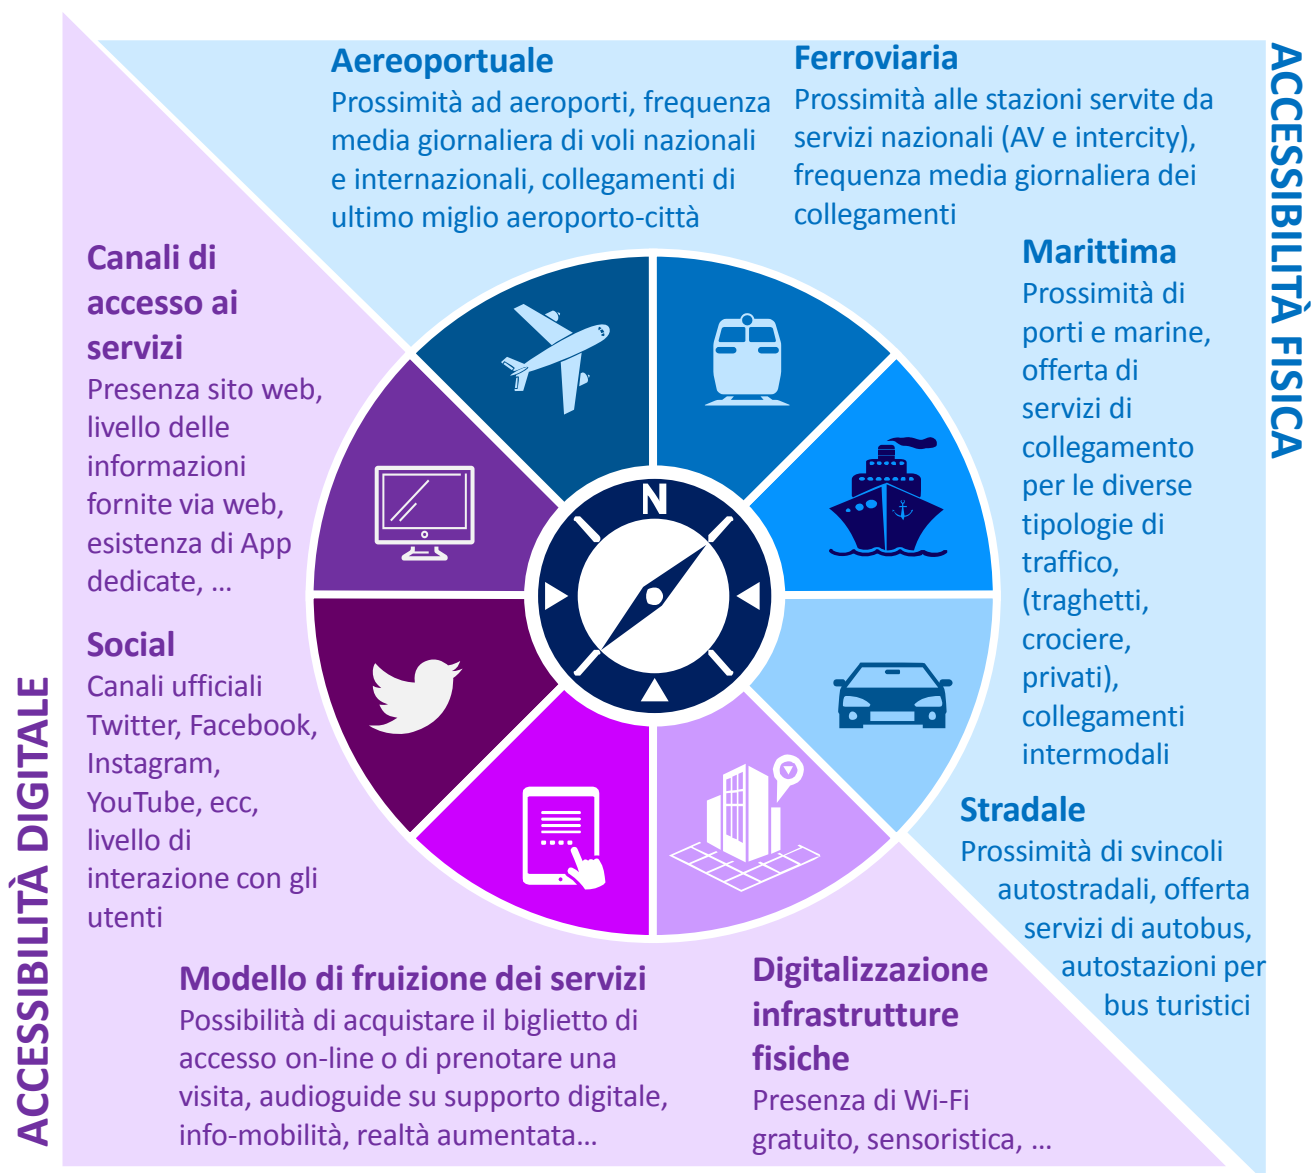 Aereoportuale
Prossimità ad aeroporti, frequenza
media giornaliera di voli nazionali
e internazionali, collegamenti di
ultimo miglio aeroporto-città
Ferroviaria
Prossimità alle stazioni servite da
servizi nazionali (AV e intercity),
frequenza media giornaliera dei
collegamenti
ACCESSIBILITÀ FISICA
Marittima
Prossimità di
porti e marine,
offerta di
servizi di
collegamento
per le diverse
tipologie di
traffico,
(traghetti,
crociere,
privati),
collegamenti
intermodali
Stradale
Prossimità di svincoli
autostradali, offerta
servizi di autobus,
autostazioni per
bus turistici
N
Canali di
accesso ai
servizi
Presenza sito web,
livello delle
informazioni
fornite via web,
esistenza di App
dedicate, ...
Social
Canali ufficiali
Twitter, Facebook,
Instagram,
YouTube, ecc,
livello di
interazione con gli
utenti
ACCESSIBILITÀ DIGITALE
Modello di fruizione dei servizi
Possibilità di acquistare il biglietto di
accesso on-line o di prenotare una
visita, audioguide su supporto digitale,
info-mobilità, realtà aumentata...
Digitalizzazione
infrastrutture
fisiche
Presenza di Wi-Fi
gratuito, sensoristica, ...